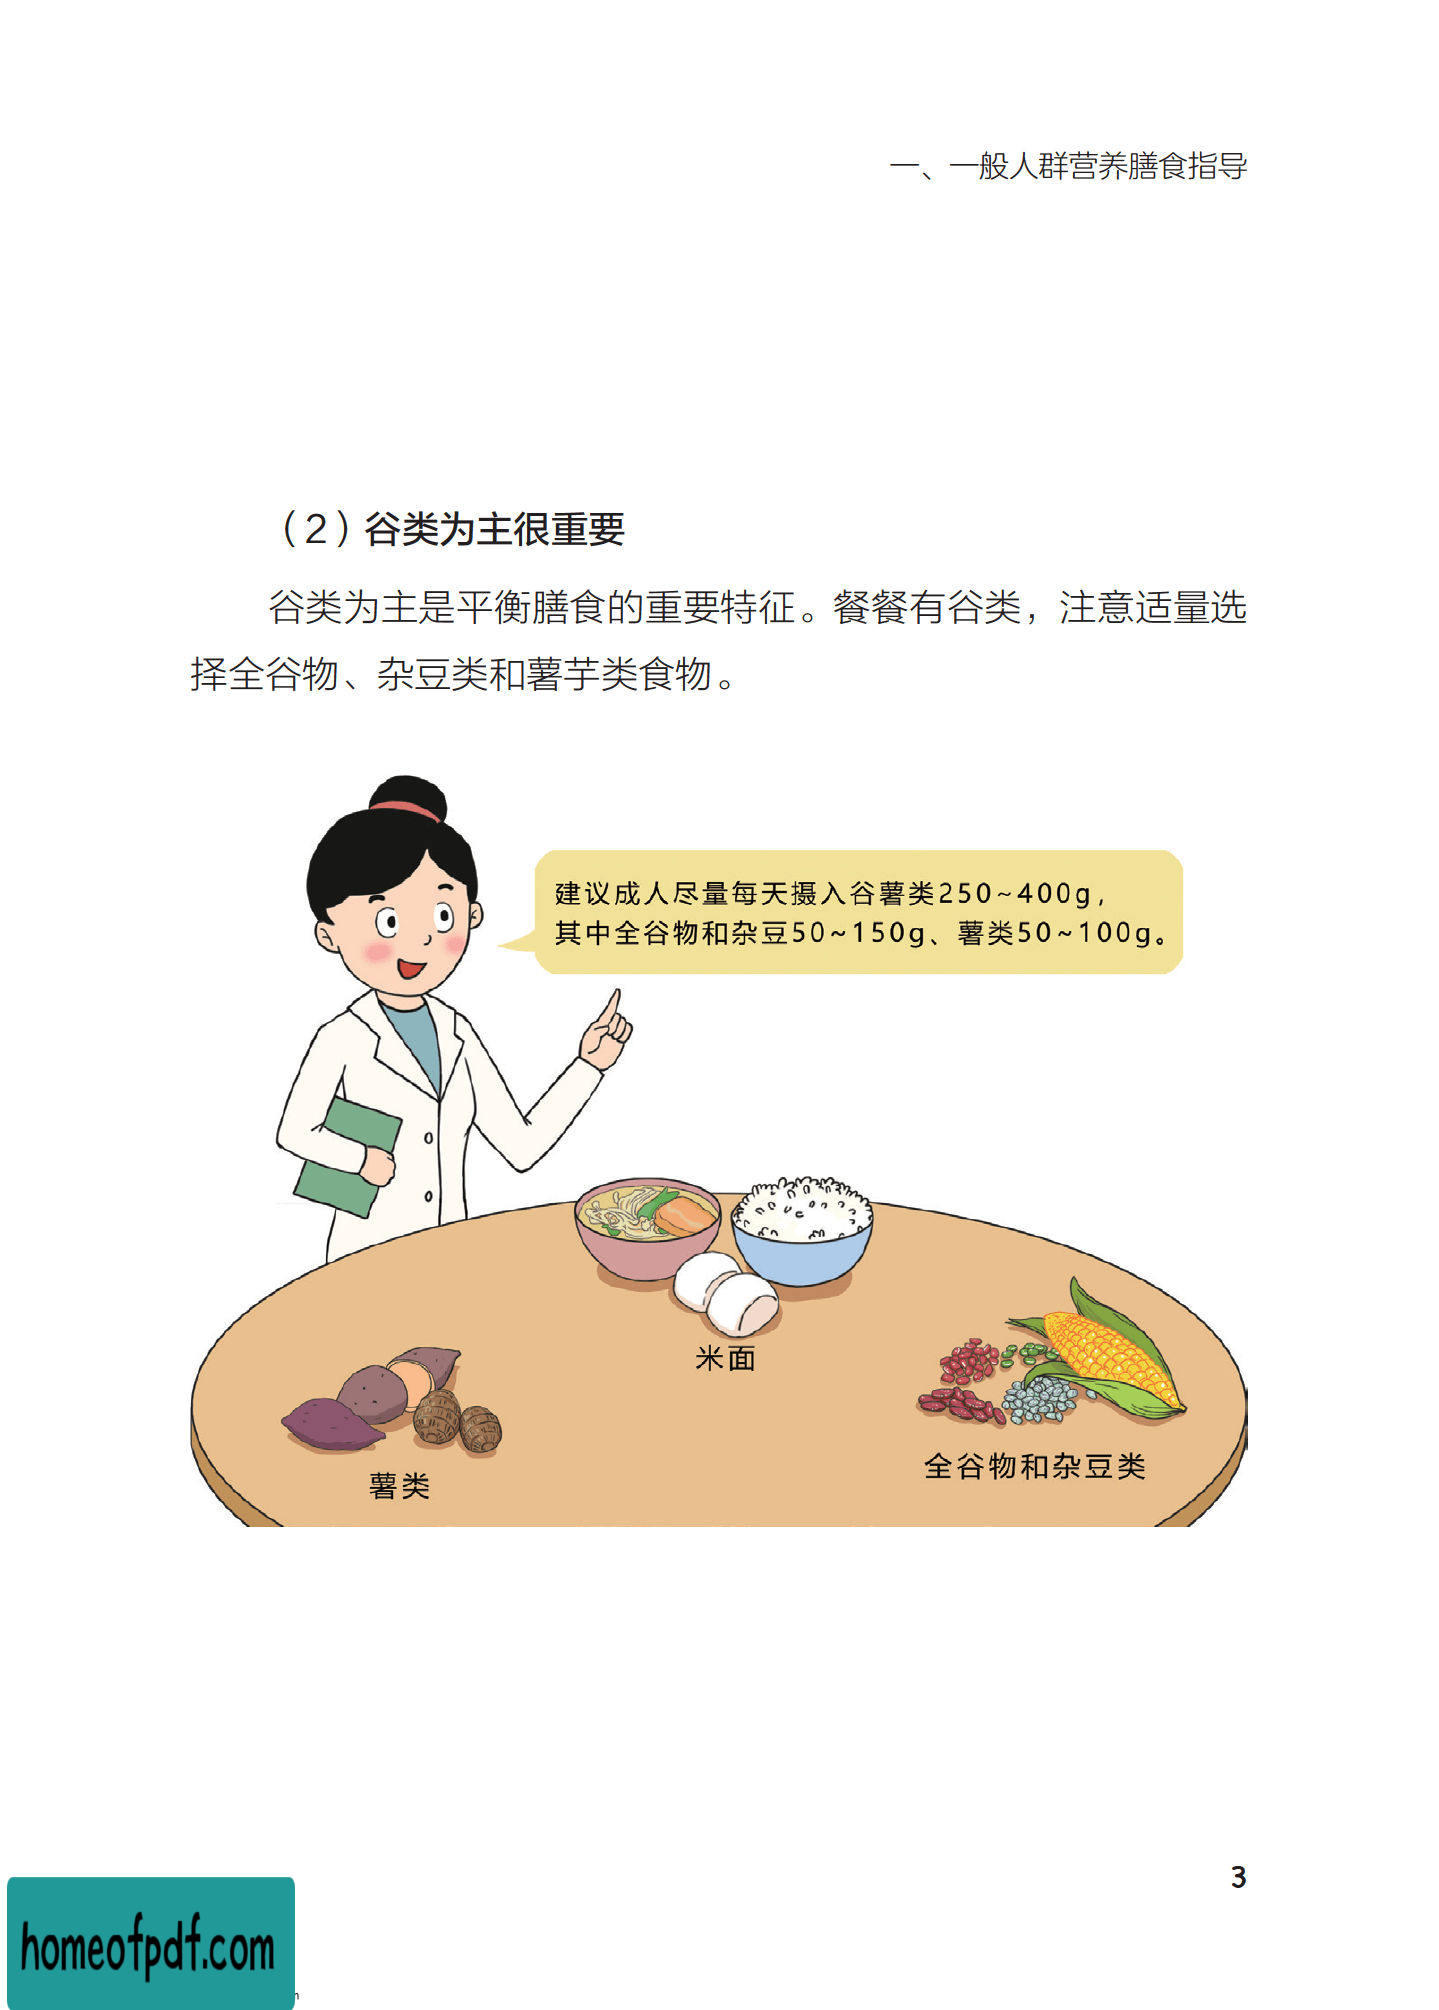 一、一般人群营养膳食指导
（2）谷类为主很重要
谷类为主是平衡膳食的重要特征。餐餐有谷类，注意适量选
择全谷物、杂豆类和薯芋类食物。
建议成人尽量每天摄入谷薯类250~400g，
其中全谷物和杂豆50~150g、薯类50~100g。
米面
全谷物和杂豆类
薯类
3
homeofpdf.com